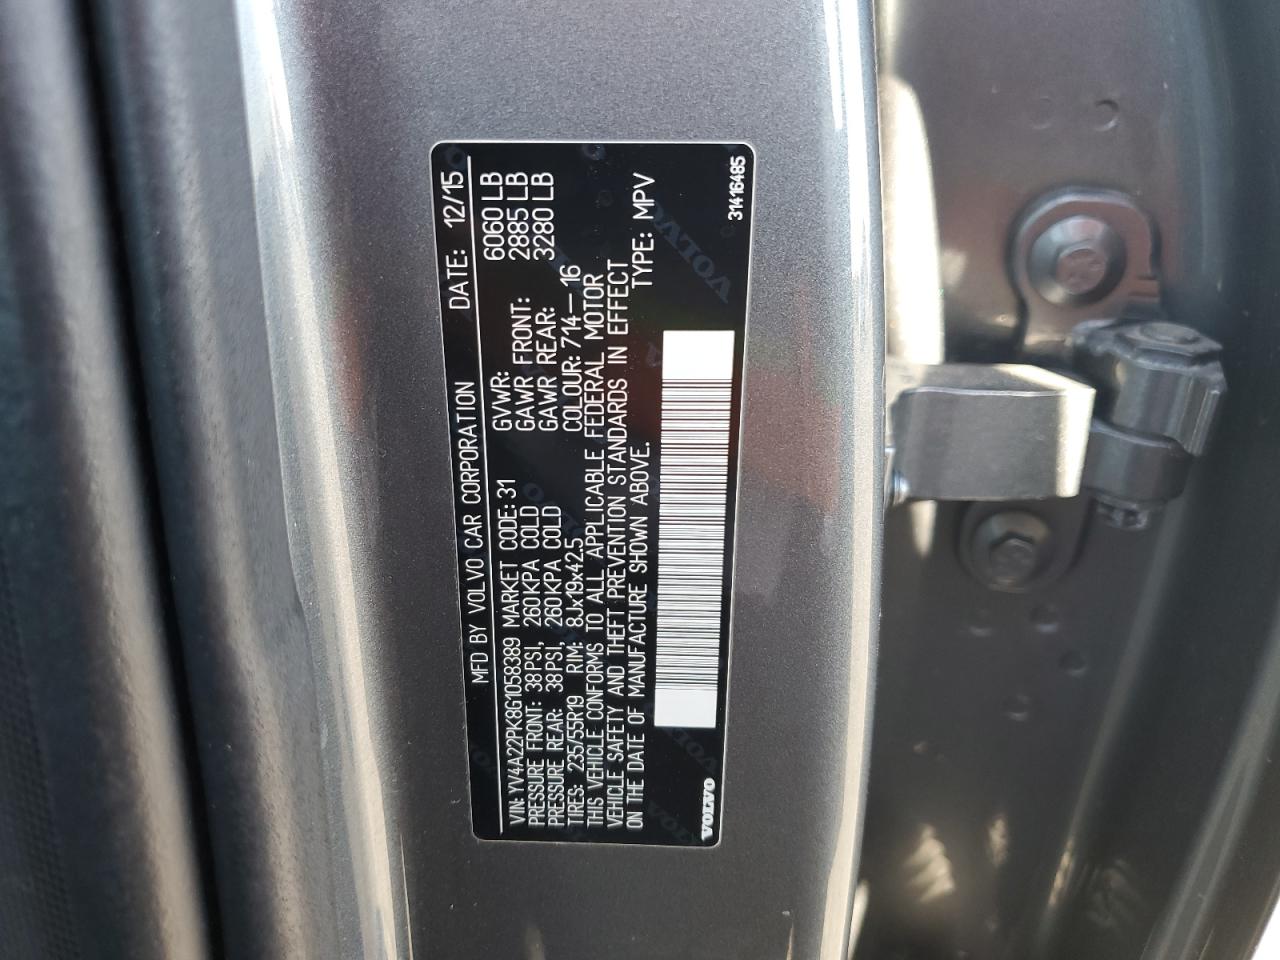 MFD BY VOLVO CAR CORPORATION DATE: 12/15
VIN: YV4A22PK8G1058389 MARKET CODE: 31 GVWR: 6060 LB
PRESSURE FRONT: 38PSI, 260KPA COLD GAWR FRONT: 2885 LB
PRESSURE REAR: 38PSI, 260KPA COLD GAWR REAR: 3280 LB
TIRES: 235/55R19 RIM: 8Jx19x42.5 COLOUR: 714–16
THIS VEHICLE CONFORMS TO ALL APPLICABLE FEDERAL MOTOR
VEHICLE SAFETY AND THEFT PREVENTION STANDARDS IN EFFECT
ON THE DATE OF MANUFACTURE SHOWN ABOVE. TYPE: MPV
VOLVO 31416485